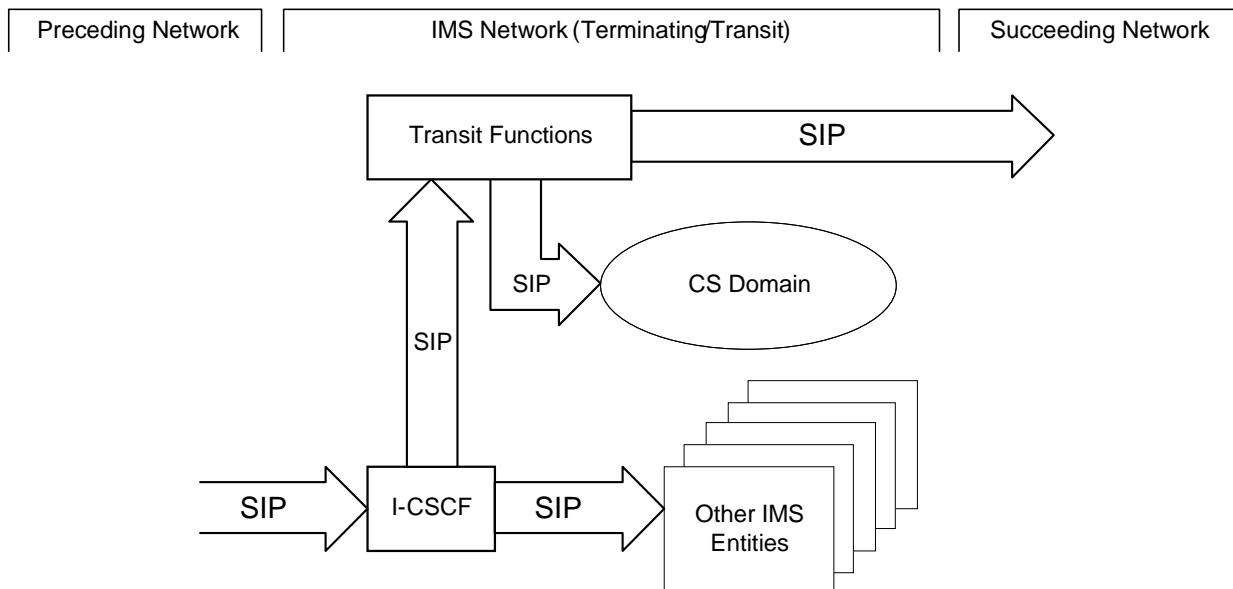 Preceding Network
IMS Network (Terminating/Transit)
Succeeding Network
Transit Functions
SIP
SIP
CS Domain
SIP
SIP
I-CSCF
SIP
Other IMS
Entities